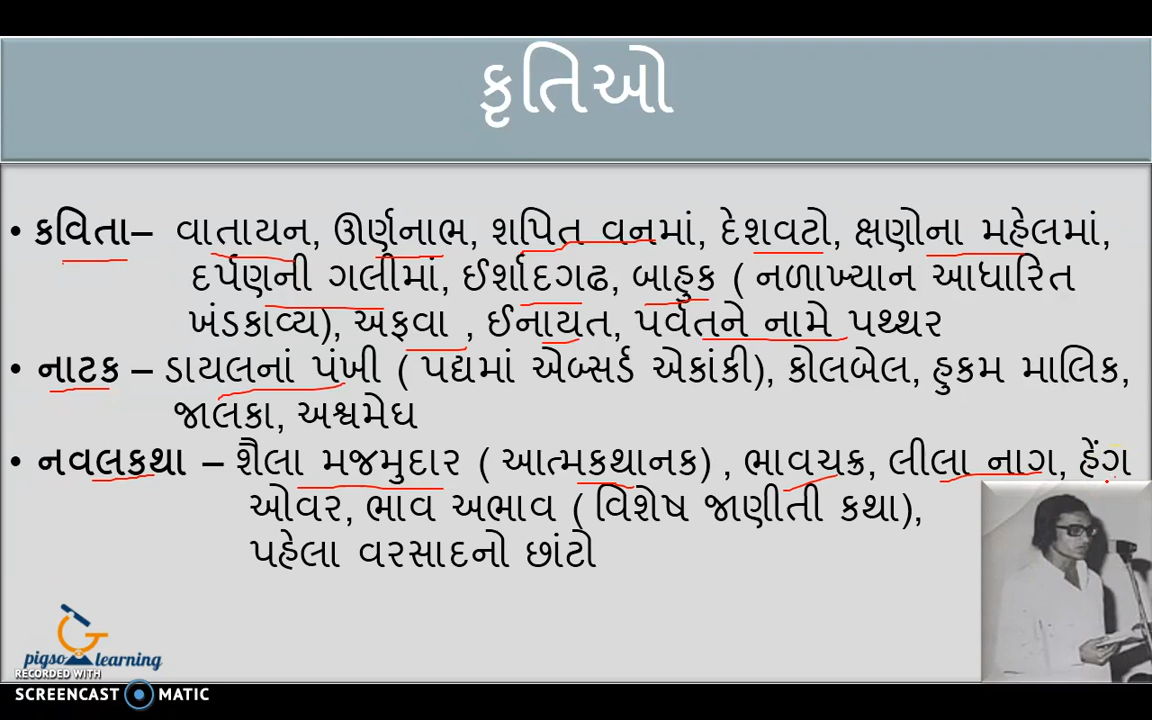 કૃતિઓ
• કવિતા– વાતાયન, ઊર્ણનાભ, શપિત વનમાં, દેશવટો, ક્ષણોના મહેલમાં,
દર્પણની ગલીમાં, ઈર્શાદગઢ, બાહુક ( નળાખ્યાન આધારિત
ખંડકાવ્ય), અફવા , ઈનાયત, પર્વતને નામે પથ્થર
• નાટક – ડાયલનાં પંખી ( પદ્યમાં એબ્સર્ડ એકાંકી), કોલબેલ, હુકમ માલિક,
જાલકા, અશ્વમેઘ
• નવલકથા – શૈલા મજમુદાર ( આત્મકથાનક) , ભાવચક્ર, લીલા નાગ, હેંગ
ઓવર, ભાવ અભાવ ( વિશેષ જાણીતી કથા),
પહેલા વરસાદનો છાંટો
pigso learning
RECORDED WITH
SCREENCAST MATIC